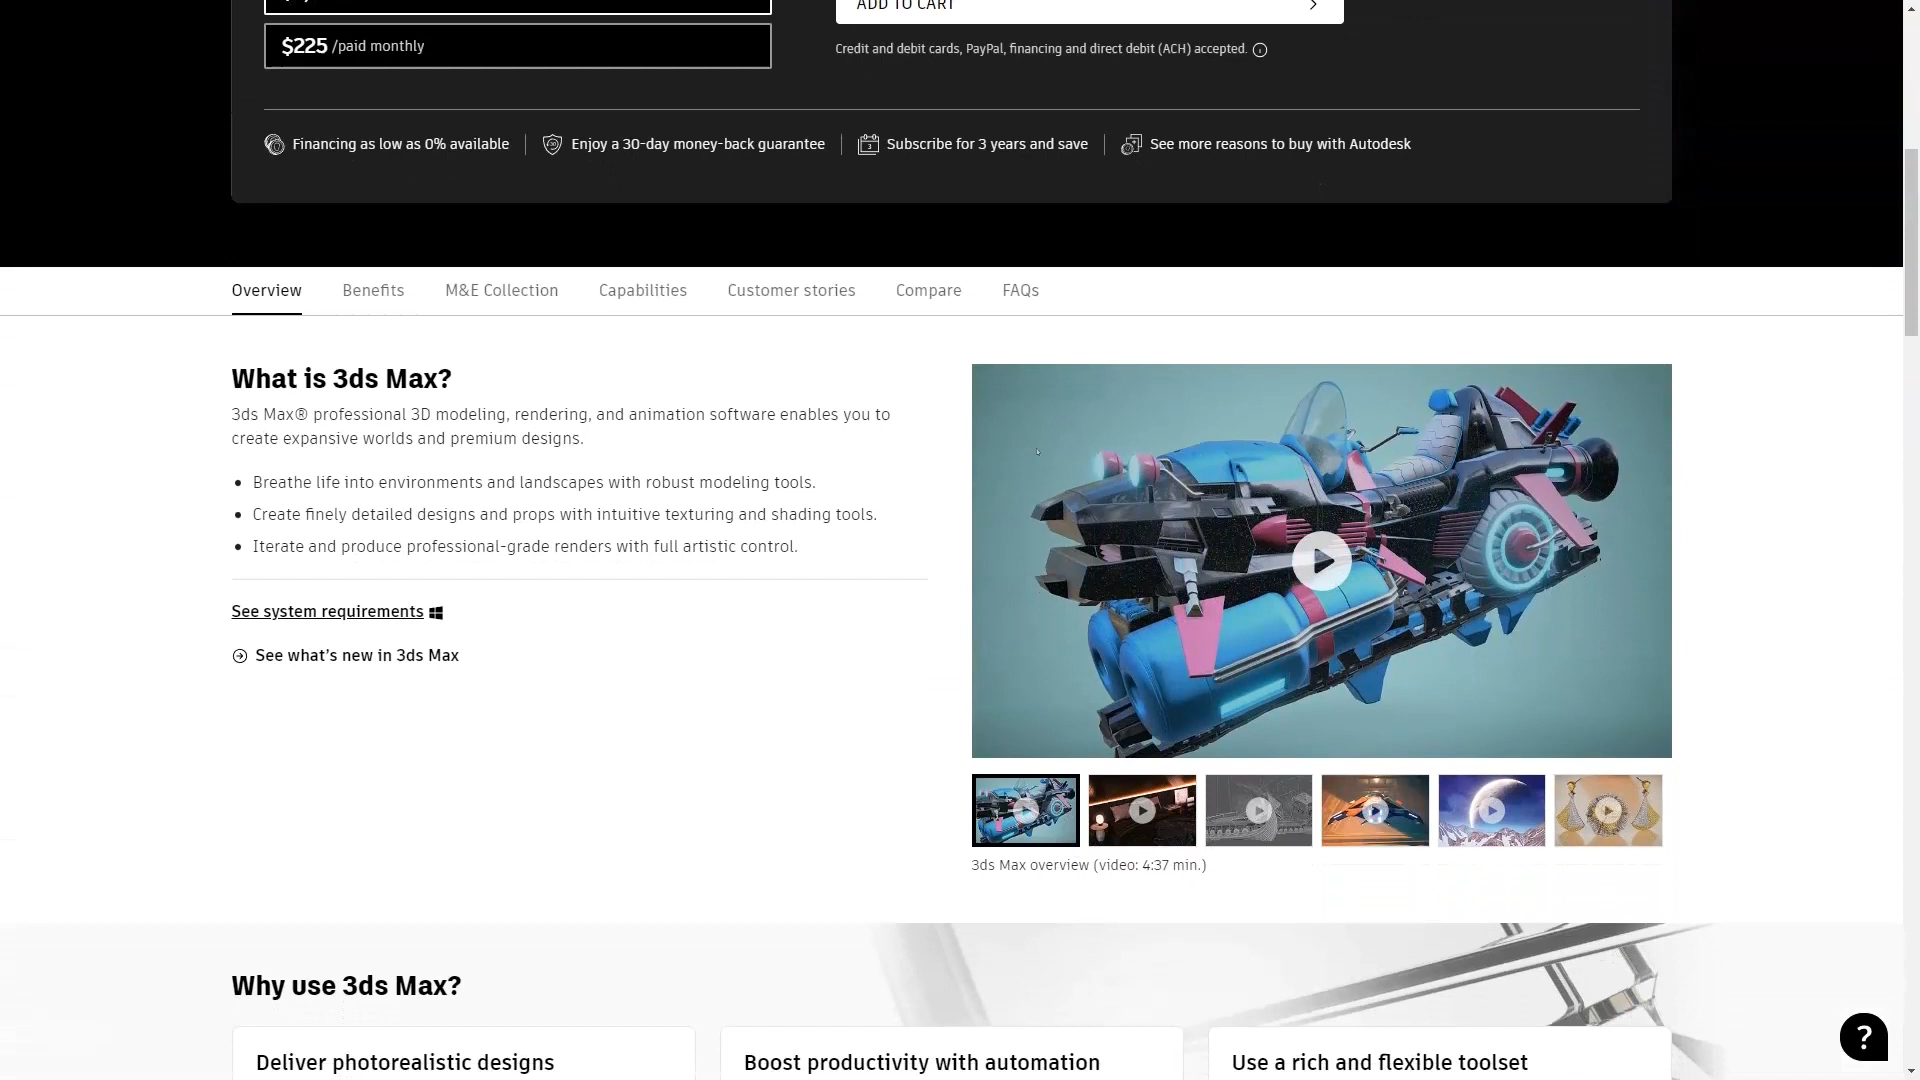 ADD TO CART
$225 /paid monthly
Credit and debit cards, PayPal, financing and direct debit (ACH) accepted.
Financing as low as 0% available
Enjoy a 30-day money-back guarantee
Subscribe for 3 years and save
See more reasons to buy with Autodesk
Overview
Benefits
M&E Collection
Capabilities
Customer stories
Compare
FAQs
What is 3ds Max?
3ds Max® professional 3D modeling, rendering, and animation software enables you to
create expansive worlds and premium designs.
• Breathe life into environments and landscapes with robust modeling tools.
• Create finely detailed designs and props with intuitive texturing and shading tools.
• Iterate and produce professional-grade renders with full artistic control.
See system requirements
See what's new in 3ds Max
3ds Max overview (video: 4:37 min.)
Why use 3ds Max?
Deliver photorealistic designs
Boost productivity with automation
Use a rich and flexible toolset
?